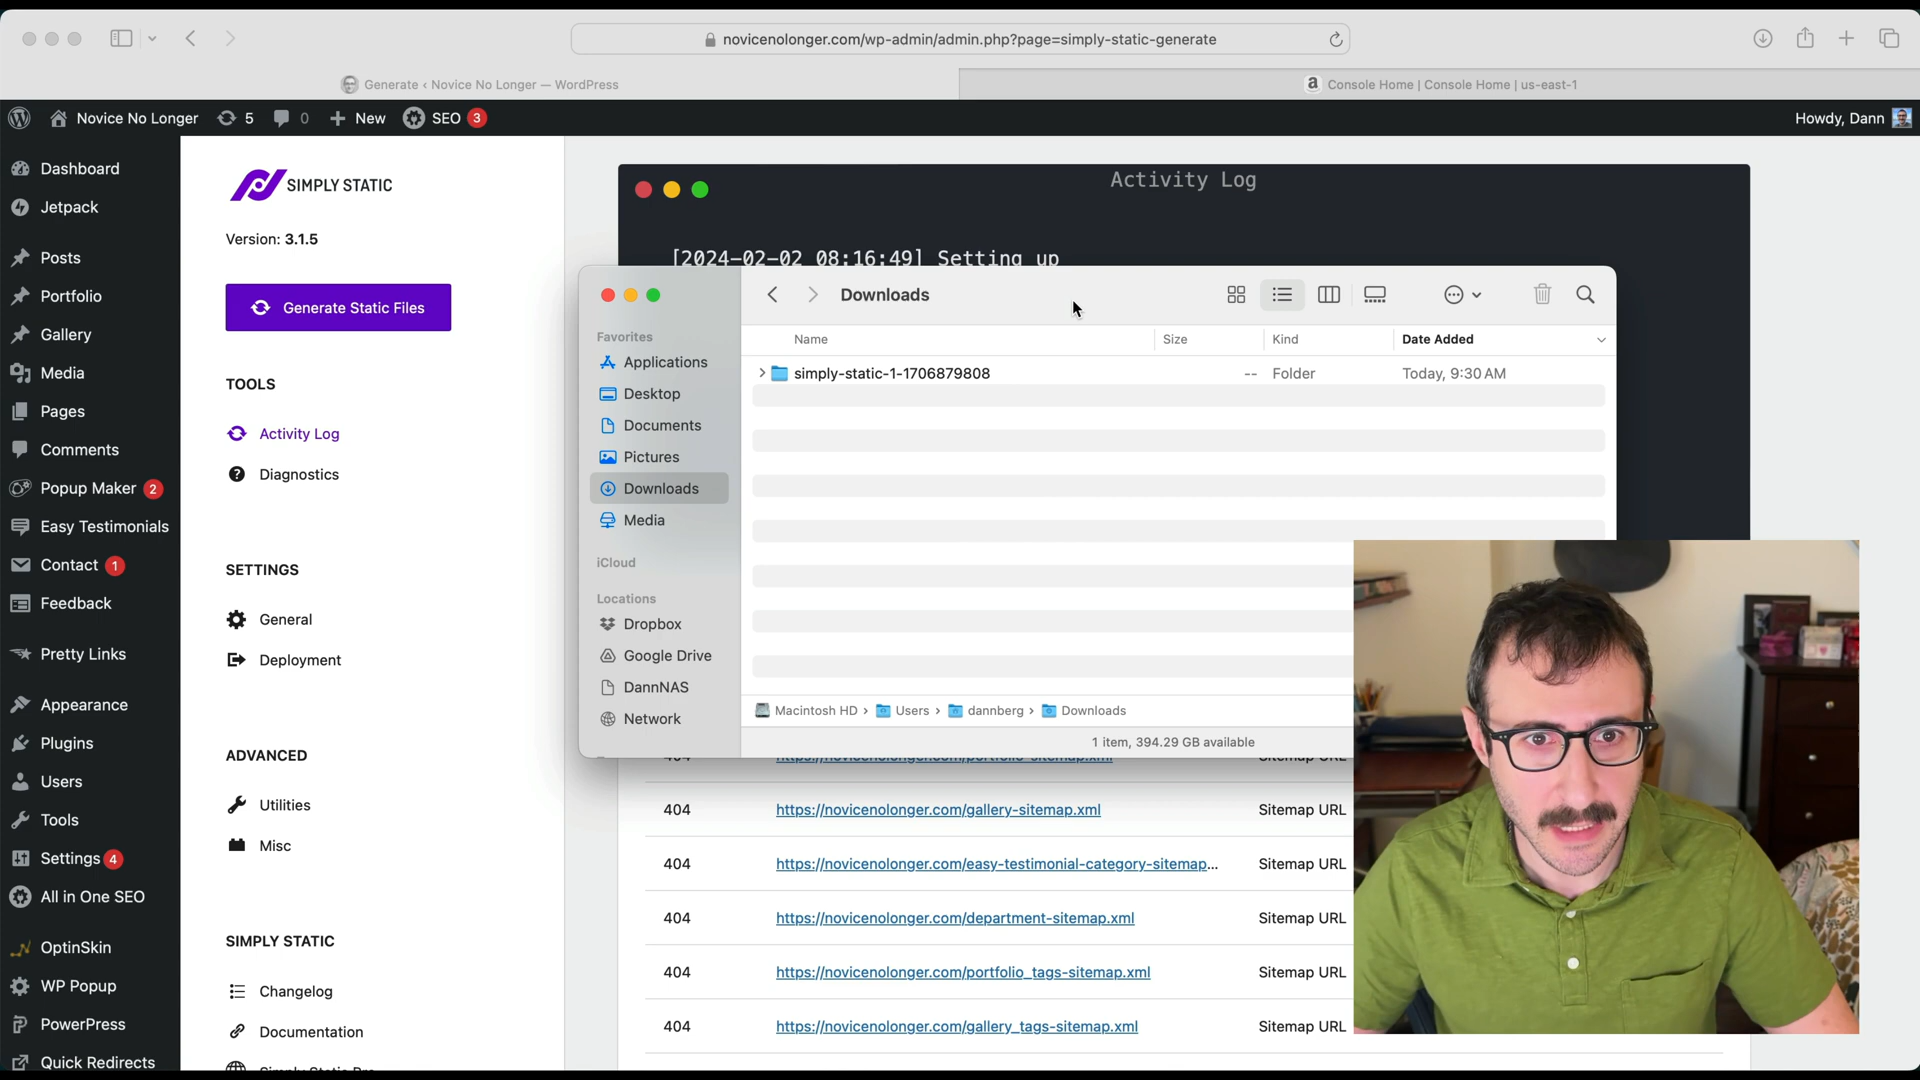 novicenolonger.com/wp-admin/admin.php?page=simply-static-generate
Generate ‹ Novice No Longer — WordPress
Console Home | Console Home | us-east-1
Novice No Longer
5
0
New
SEO
3
Howdy, Dann
Dashboard
Jetpack
Posts
Portfolio
Gallery
Media
Pages
Comments
Popup Maker 2
Easy Testimonials
Contact 1
Feedback
Pretty Links
Appearance
Plugins
Users
Tools
Settings 4
All in One SEO
OptinSkin
WP Popup
PowerPress
Quick Redirects
SIMPLY STATIC
Version: 3.1.5
Generate Static Files
TOOLS
Activity Log
Diagnostics
SETTINGS
General
Deployment
ADVANCED
Utilities
Misc
SIMPLY STATIC
Changelog
Documentation
Activity Log
[2024-02-02 08:16:49] Setting up
Downloads
Favorites
Applications
Desktop
Documents
Pictures
Downloads
Media
iCloud
Locations
Dropbox
Google Drive
DannNAS
Network
Name Size Kind Date Added
simply-static-1-1706879808 -- Folder Today, 9:30 AM
Macintosh HD › Users › dannberg › Downloads
1 item, 394.29 GB available
404 https://novicenolonger.com/gallery-sitemap.xml Sitemap URL
404 https://novicenolonger.com/easy-testimonial-category-sitemap... Sitemap URL
404 https://novicenolonger.com/department-sitemap.xml Sitemap URL
404 https://novicenolonger.com/portfolio_tags-sitemap.xml Sitemap URL
404 https://novicenolonger.com/gallery_tags-sitemap.xml Sitemap URL